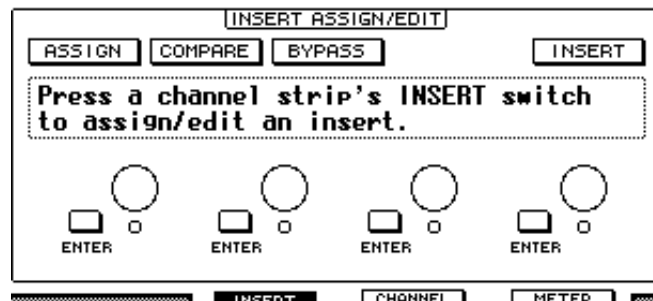 INSERT ASSIGN/EDIT
ASSIGN COMPARE BYPASS INSERT
Press a channel strip's INSERT switch
to assign/edit an insert.
ENTER ENTER ENTER ENTER
INSERT CHANNEL METER